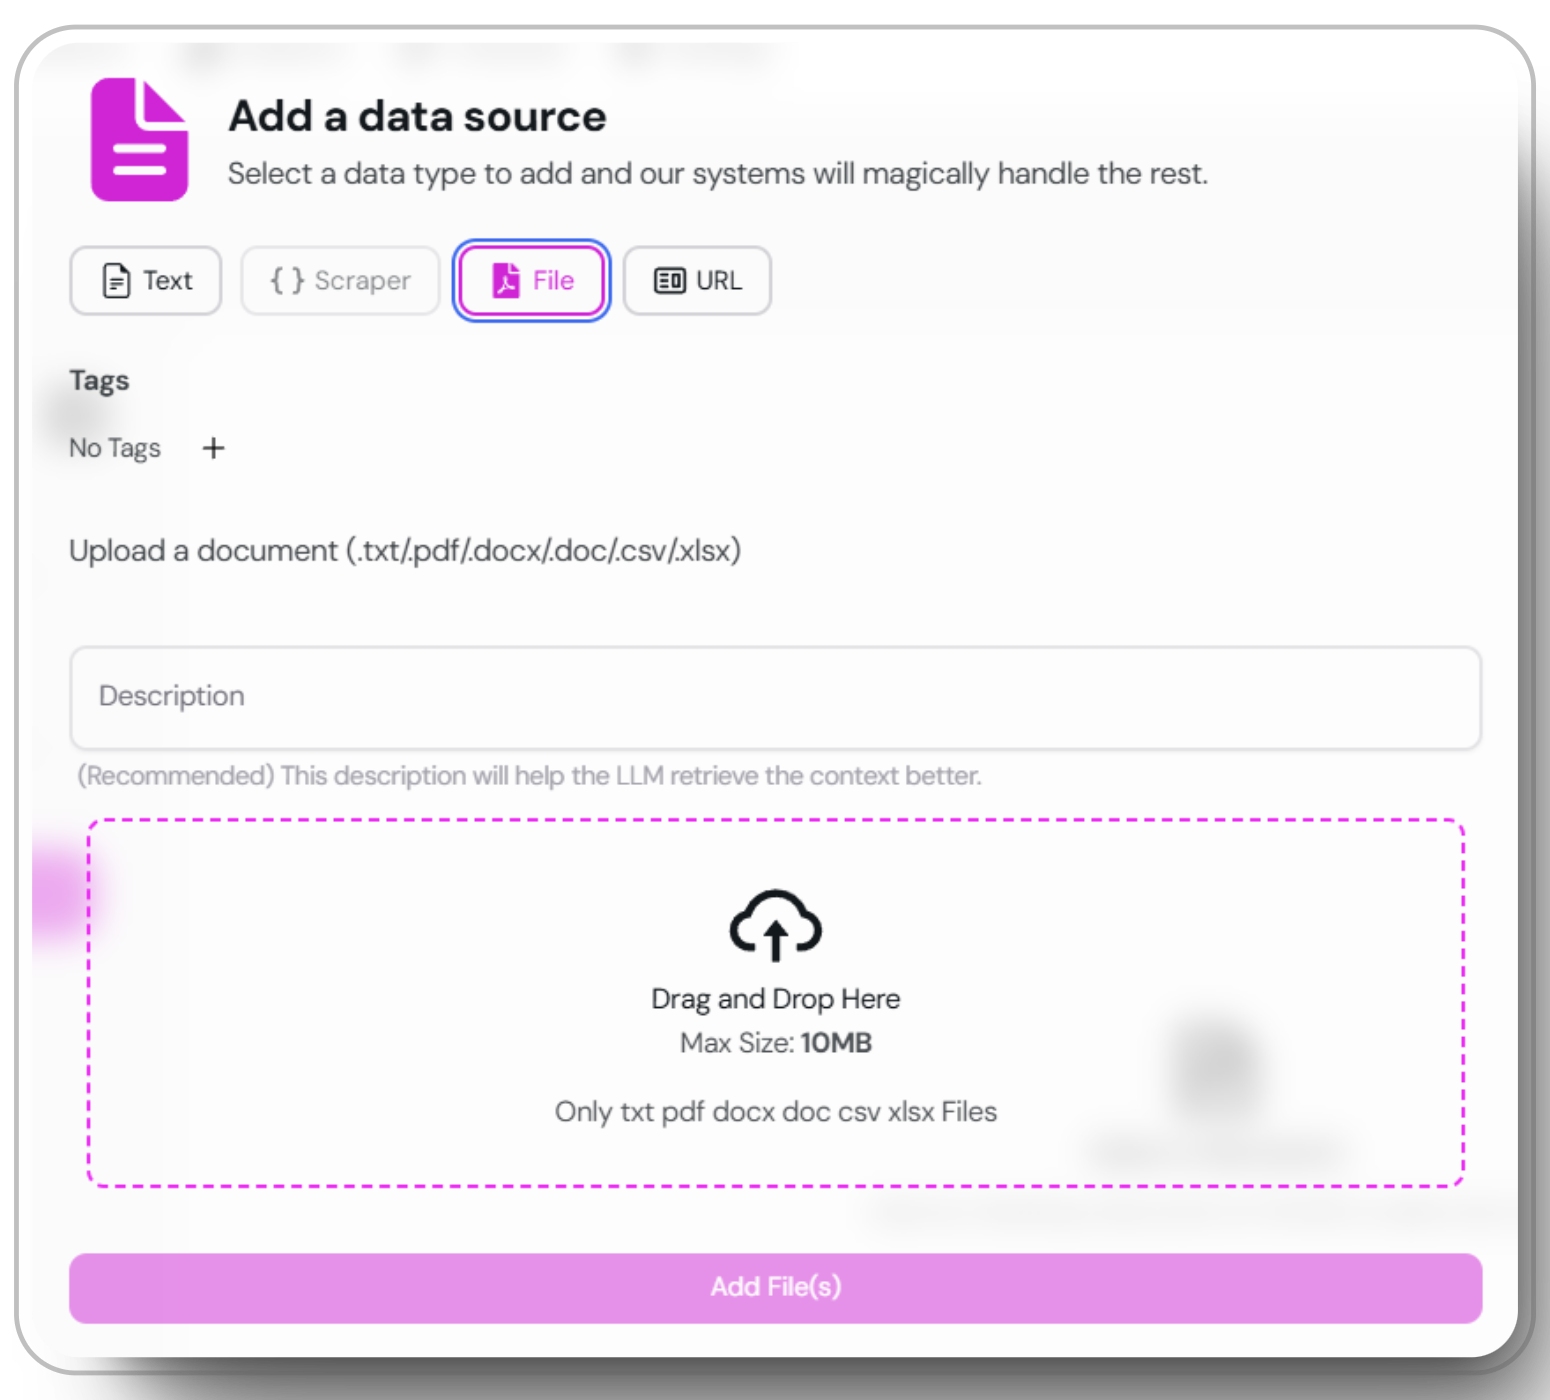 Add a data source
Select a data type to add and our systems will magically handle the rest.
Text
{ } Scraper
File
URL
Tags
No Tags +
Upload a document (.txt/.pdf/.docx/.doc/.csv/.xlsx)
Description
(Recommended) This description will help the LLM retrieve the context better.
Drag and Drop Here
Max Size: 10MB
Only txt pdf docx doc csv xlsx Files
Add File(s)